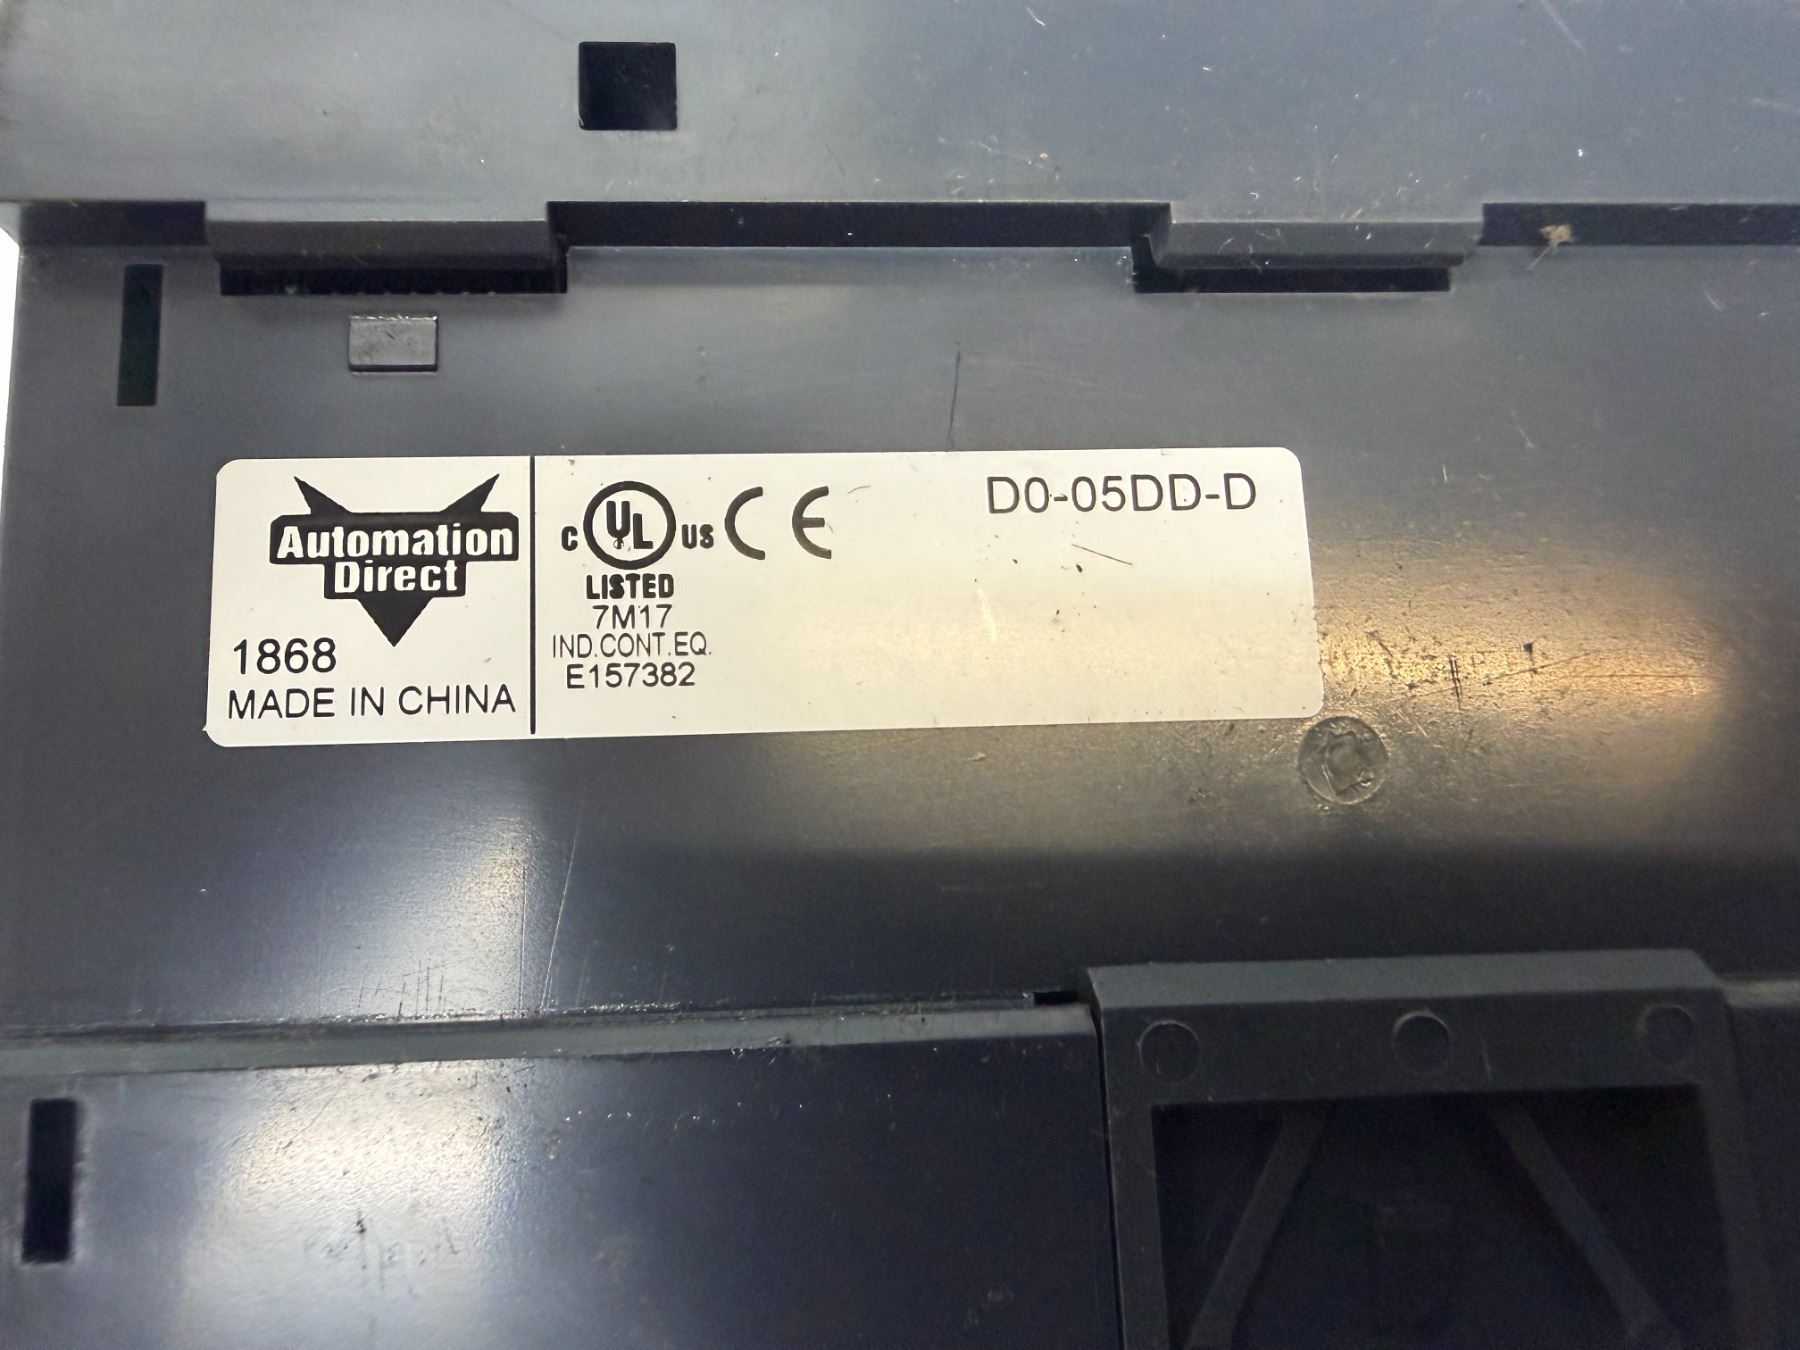 Automation
Direct
1868
MADE IN CHINA
C UL US CE
LISTED
7M17
IND.CONT.EQ.
E157382
D0-05DD-D